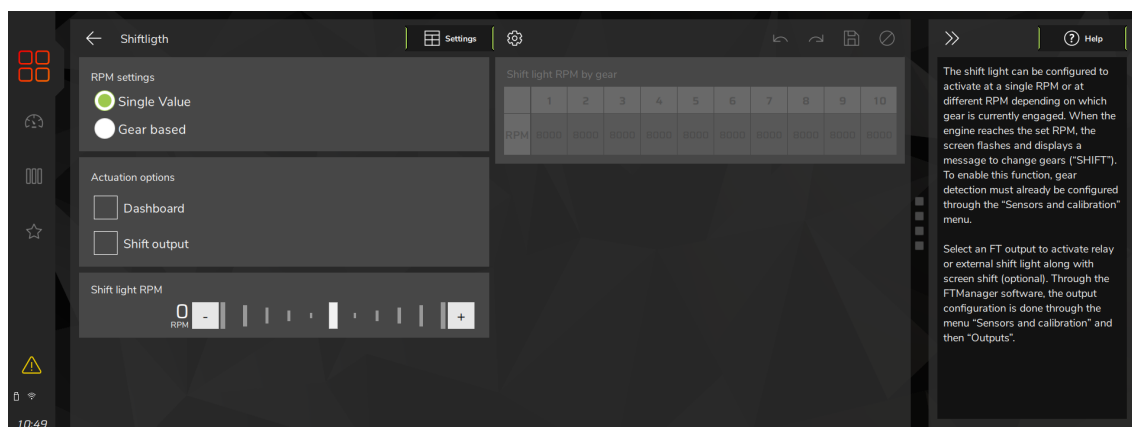 Shiftligth
Settings
Help
RPM settings
Single Value
Gear based
Actuation options
Dashboard
Shift output
Shift light RPM
0
RPM
-
+
Shift light RPM by gear
1 2 3 4 5 6 7 8 9 10
RPM 8000 8000 8000 8000 8000 8000 8000 8000 8000 8000
The shift light can be configured to
activate at a single RPM or at
different RPM depending on which
gear is currently engaged. When the
engine reaches the set RPM, the
screen flashes and displays a
message to change gears (“SHIFT”).
To enable this function, gear
detection must already be configured
through the “Sensors and calibration”
menu.
Select an FT output to activate relay
or external shift light along with
screen shift (optional). Through the
FTManager software, the output
configuration is done through the
menu “Sensors and calibration” and
then “Outputs”.
10:49